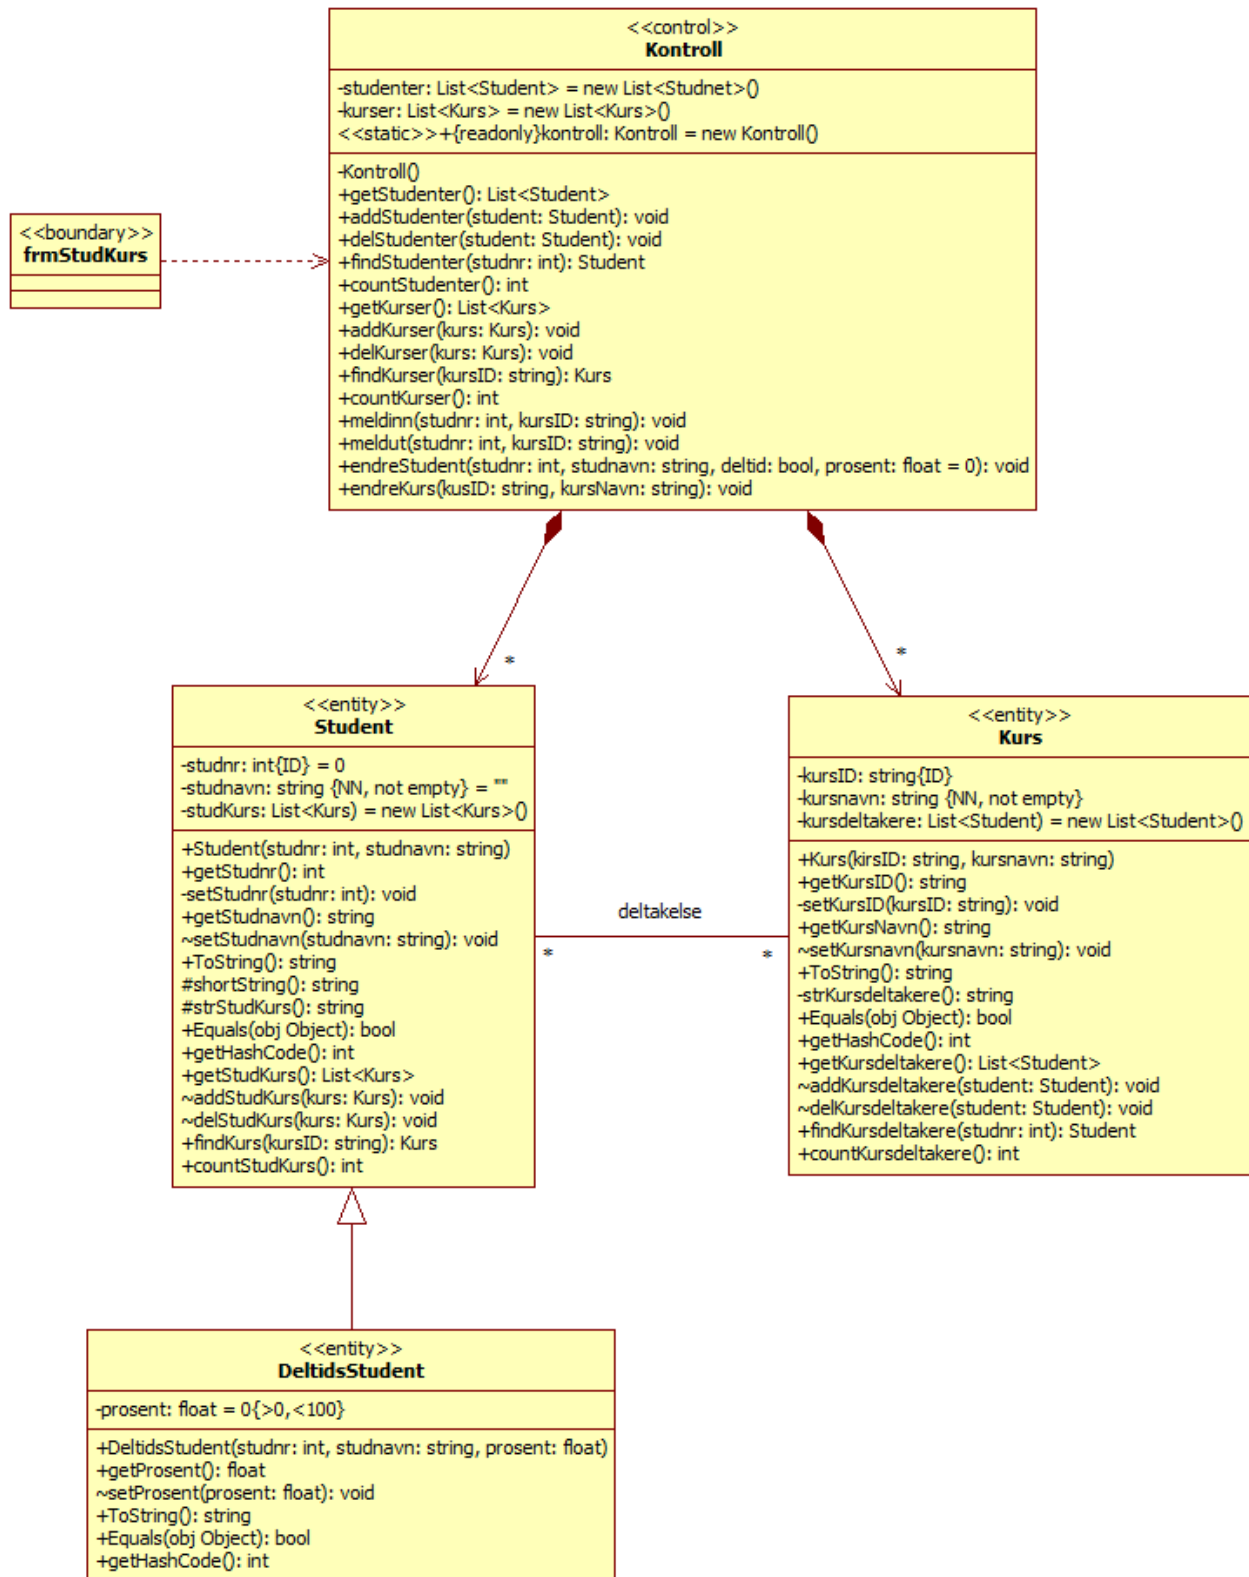 <<control>>
Kontroll
-studenter: List<Student> = new List<Studnet>()
-kurser: List<Kurs> = new List<Kurs>()
<<static>>+{readonly}kontroll: Kontroll = new Kontroll()
-Kontroll()
+getStudenter(): List<Student>
+addStudenter(student: Student): void
+delStudenter(student: Student): void
+findStudenter(studnr: int): Student
+countStudenter(): int
+getKurser(): List<Kurs>
+addKurser(kurs: Kurs): void
+delKurser(kurs: Kurs): void
+findKurser(kursID: string): Kurs
+countKurser(): int
+meldinn(studnr: int, kursID: string): void
+meldut(studnr: int, kursID: string): void
+endreStudent(studnr: int, studnavn: string, deltid: bool, prosent: float = 0): void
+endreKurs(kusID: string, kursNavn: string): void
<<boundary>>
frmStudKurs
*
*
<<entity>>
Student
-studnr: int{ID} = 0
-studnavn: string {NN, not empty} = ""
-studKurs: List<Kurs) = new List<Kurs>()
+Student(studnr: int, studnavn: string)
+getStudnr(): int
-setStudnr(studnr: int): void
+getStudnavn(): string
~setStudnavn(studnavn: string): void
+ToString(): string
#shortString(): string
#strStudKurs(): string
+Equals(obj Object): bool
+getHashCode(): int
+getStudKurs(): List<Kurs>
~addStudKurs(kurs: Kurs): void
~delStudKurs(kurs: Kurs): void
+findKurs(kursID: string): Kurs
+countStudKurs(): int
deltakelse
*
*
<<entity>>
Kurs
-kursID: string{ID}
-kursnavn: string {NN, not empty}
-kursdeltakere: List<Student) = new List<Student>()
+Kurs(kirsID: string, kursnavn: string)
+getKursID(): string
-setKursID(kursID: string): void
+getKursNavn(): string
~setKursnavn(kursnavn: string): void
+ToString(): string
-strKursdeltakere(): string
+Equals(obj Object): bool
+getHashCode(): int
+getKursdeltakere(): List<Student>
~addKursdeltakere(student: Student): void
~delKursdeltakere(student: Student): void
+findKursdeltakere(studnr: int): Student
+countKursdeltakere(): int
<<entity>>
DeltidsStudent
-prosent: float = 0{>0,<100}
+DeltidsStudent(studnr: int, studnavn: string, prosent: float)
+getProsent(): float
~setProsent(prosent: float): void
+ToString(): string
+Equals(obj Object): bool
+getHashCode(): int